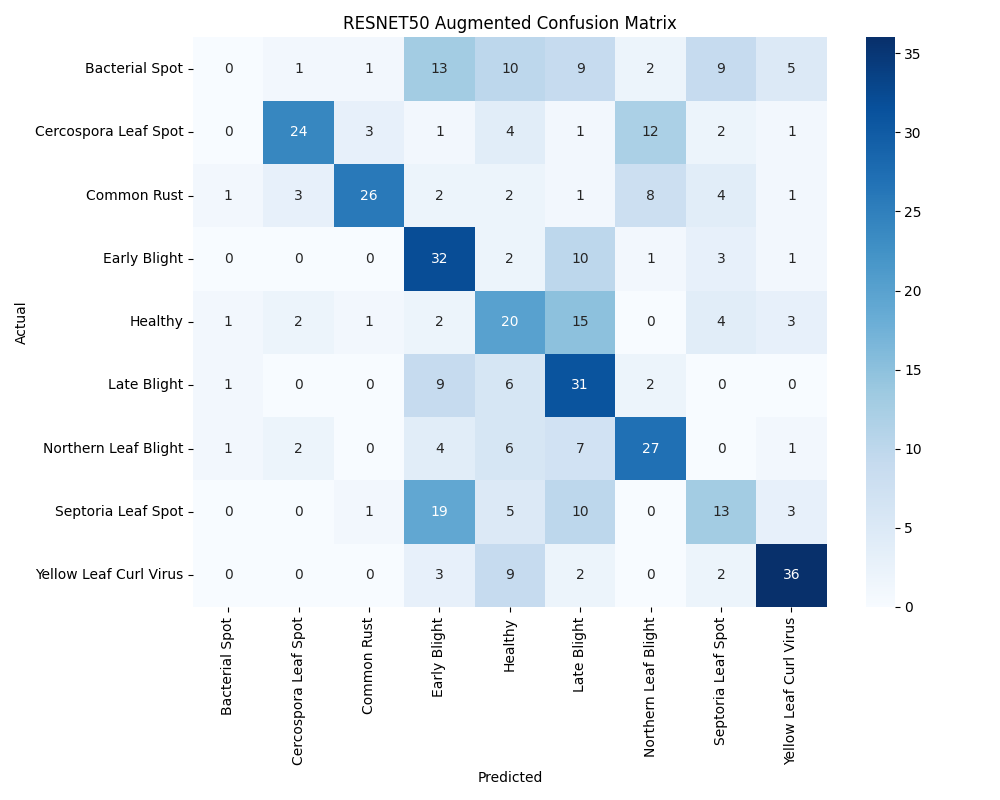 RESNET50 Augmented Confusion Matrix
Actual
Bacterial Spot 0 1 1 13 10 9 2 9 5
Cercospora Leaf Spot 0 24 3 1 4 1 12 2 1
Common Rust 1 3 26 2 2 1 8 4 1
Early Blight 0 0 0 32 2 10 1 3 1
Healthy 1 2 1 2 20 15 0 4 3
Late Blight 1 0 0 9 6 31 2 0 0
Northern Leaf Blight 1 2 0 4 6 7 27 0 1
Septoria Leaf Spot 0 0 1 19 5 10 0 13 3
Yellow Leaf Curl Virus 0 0 0 3 9 2 0 2 36
Bacterial Spot
Cercospora Leaf Spot
Common Rust
Early Blight
Healthy
Late Blight
Northern Leaf Blight
Septoria Leaf Spot
Yellow Leaf Curl Virus
Predicted
35
30
25
20
15
10
5
0